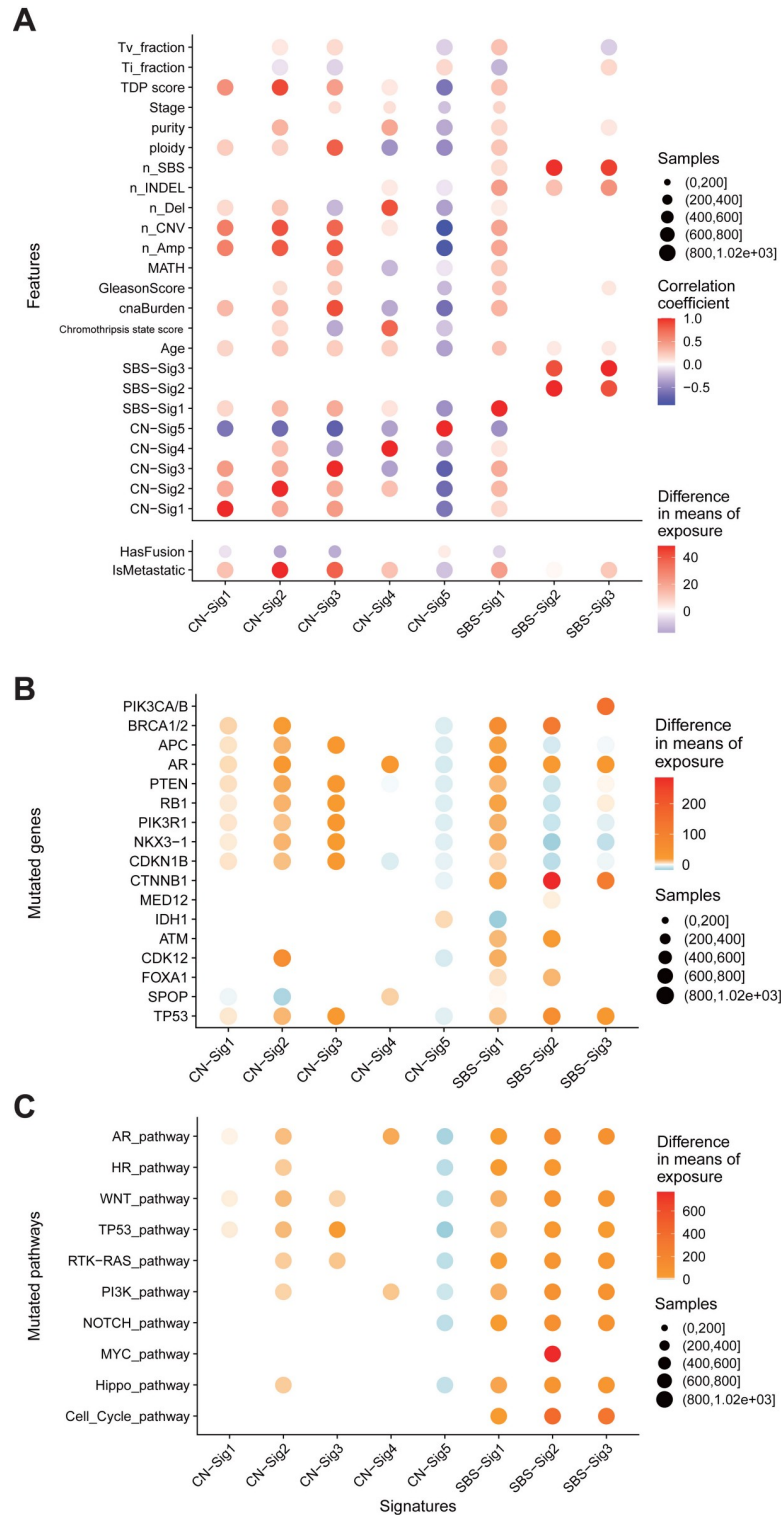 A
Features
Tv_fraction
Ti_fraction
TDP score
Stage
purity
ploidy
n_SBS
n_INDEL
n_Del
n_CNV
n_Amp
MATH
GleasonScore
cnaBurden
Chromothripsis state score
Age
SBS−Sig3
SBS−Sig2
SBS−Sig1
CN−Sig5
CN−Sig4
CN−Sig3
CN−Sig2
CN−Sig1
HasFusion
IsMetastatic
CN−Sig1
CN−Sig2
CN−Sig3
CN−Sig4
CN−Sig5
SBS−Sig1
SBS−Sig2
SBS−Sig3
Samples
(0,200]
(200,400]
(400,600]
(600,800]
(800,1.02e+03]
Correlation
coefficient
1.0
0.5
0.0
−0.5
Difference
in means of
exposure
40
20
0
B
Mutated genes
PIK3CA/B
BRCA1/2
APC
AR
PTEN
RB1
PIK3R1
NKX3−1
CDKN1B
CTNNB1
MED12
IDH1
ATM
CDK12
FOXA1
SPOP
TP53
CN−Sig1
CN−Sig2
CN−Sig3
CN−Sig4
CN−Sig5
SBS−Sig1
SBS−Sig2
SBS−Sig3
Difference
in means of
exposure
200
100
0
Samples
(0,200]
(200,400]
(400,600]
(600,800]
(800,1.02e+03]
C
Mutated pathways
AR_pathway
HR_pathway
WNT_pathway
TP53_pathway
RTK−RAS_pathway
PI3K_pathway
NOTCH_pathway
MYC_pathway
Hippo_pathway
Cell_Cycle_pathway
CN−Sig1
CN−Sig2
CN−Sig3
CN−Sig4
CN−Sig5
SBS−Sig1
SBS−Sig2
SBS−Sig3
Signatures
Difference
in means of
exposure
600
400
200
0
Samples
(0,200]
(200,400]
(400,600]
(600,800]
(800,1.02e+03]